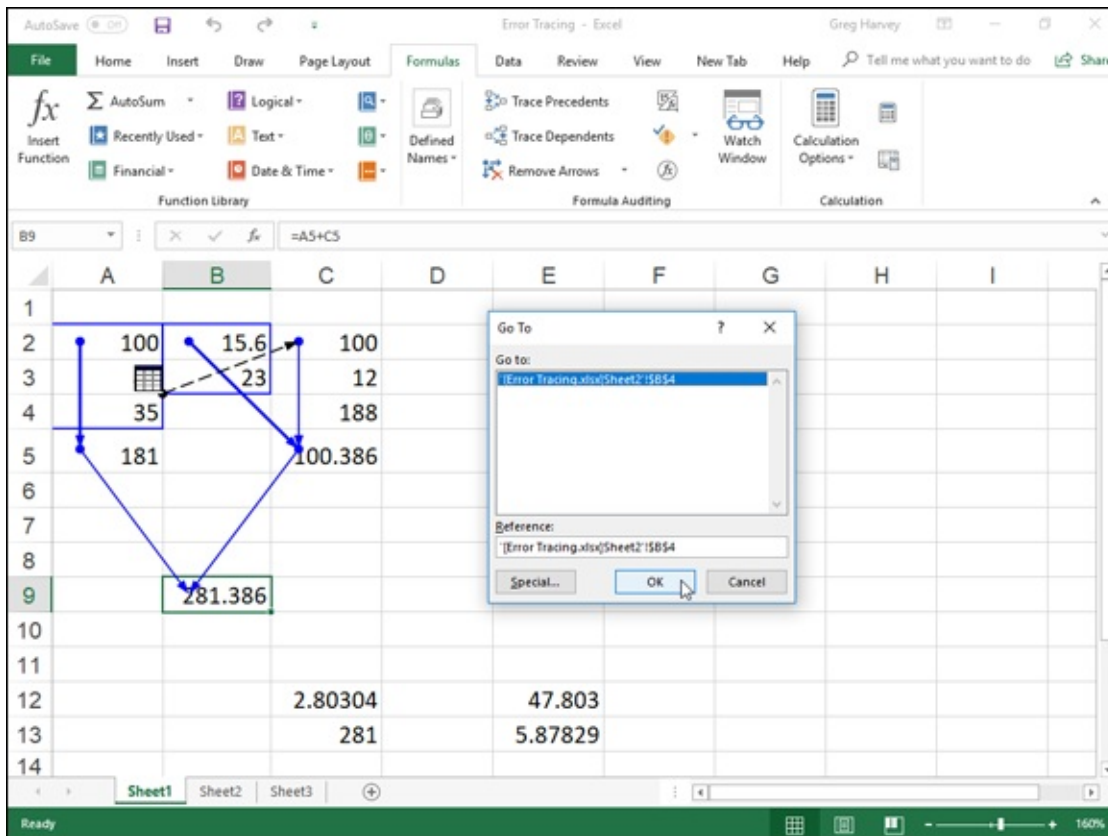 AutoSave Off Error Tracing - Excel Greg Harvey
File Home Insert Draw Page Layout Formulas Data Review View New Tab Help Tell me what you want to do Shar
fx Insert Function
Σ AutoSum
Recently Used
Financial
Logical
Text
Date & Time
Function Library
Defined Names
Trace Precedents
Trace Dependents
Remove Arrows
Watch Window
Formula Auditing
Calculation Options
Calculation
B9 fx =A5+C5
A B C D E F G H I
1
2 100 15.6 100
3 23 12
4 35 188
5 181 100.386
6
7
8
9 281.386
10
11
12 2.80304 47.803
13 281 5.87829
14
Go To ? ×
Go to:
'[Error Tracing.xlsx]Sheet2'!$B$4
Reference:
'[Error Tracing.xlsx]Sheet2'!$B$4
Special... OK Cancel
Sheet1 Sheet2 Sheet3
Ready 160%